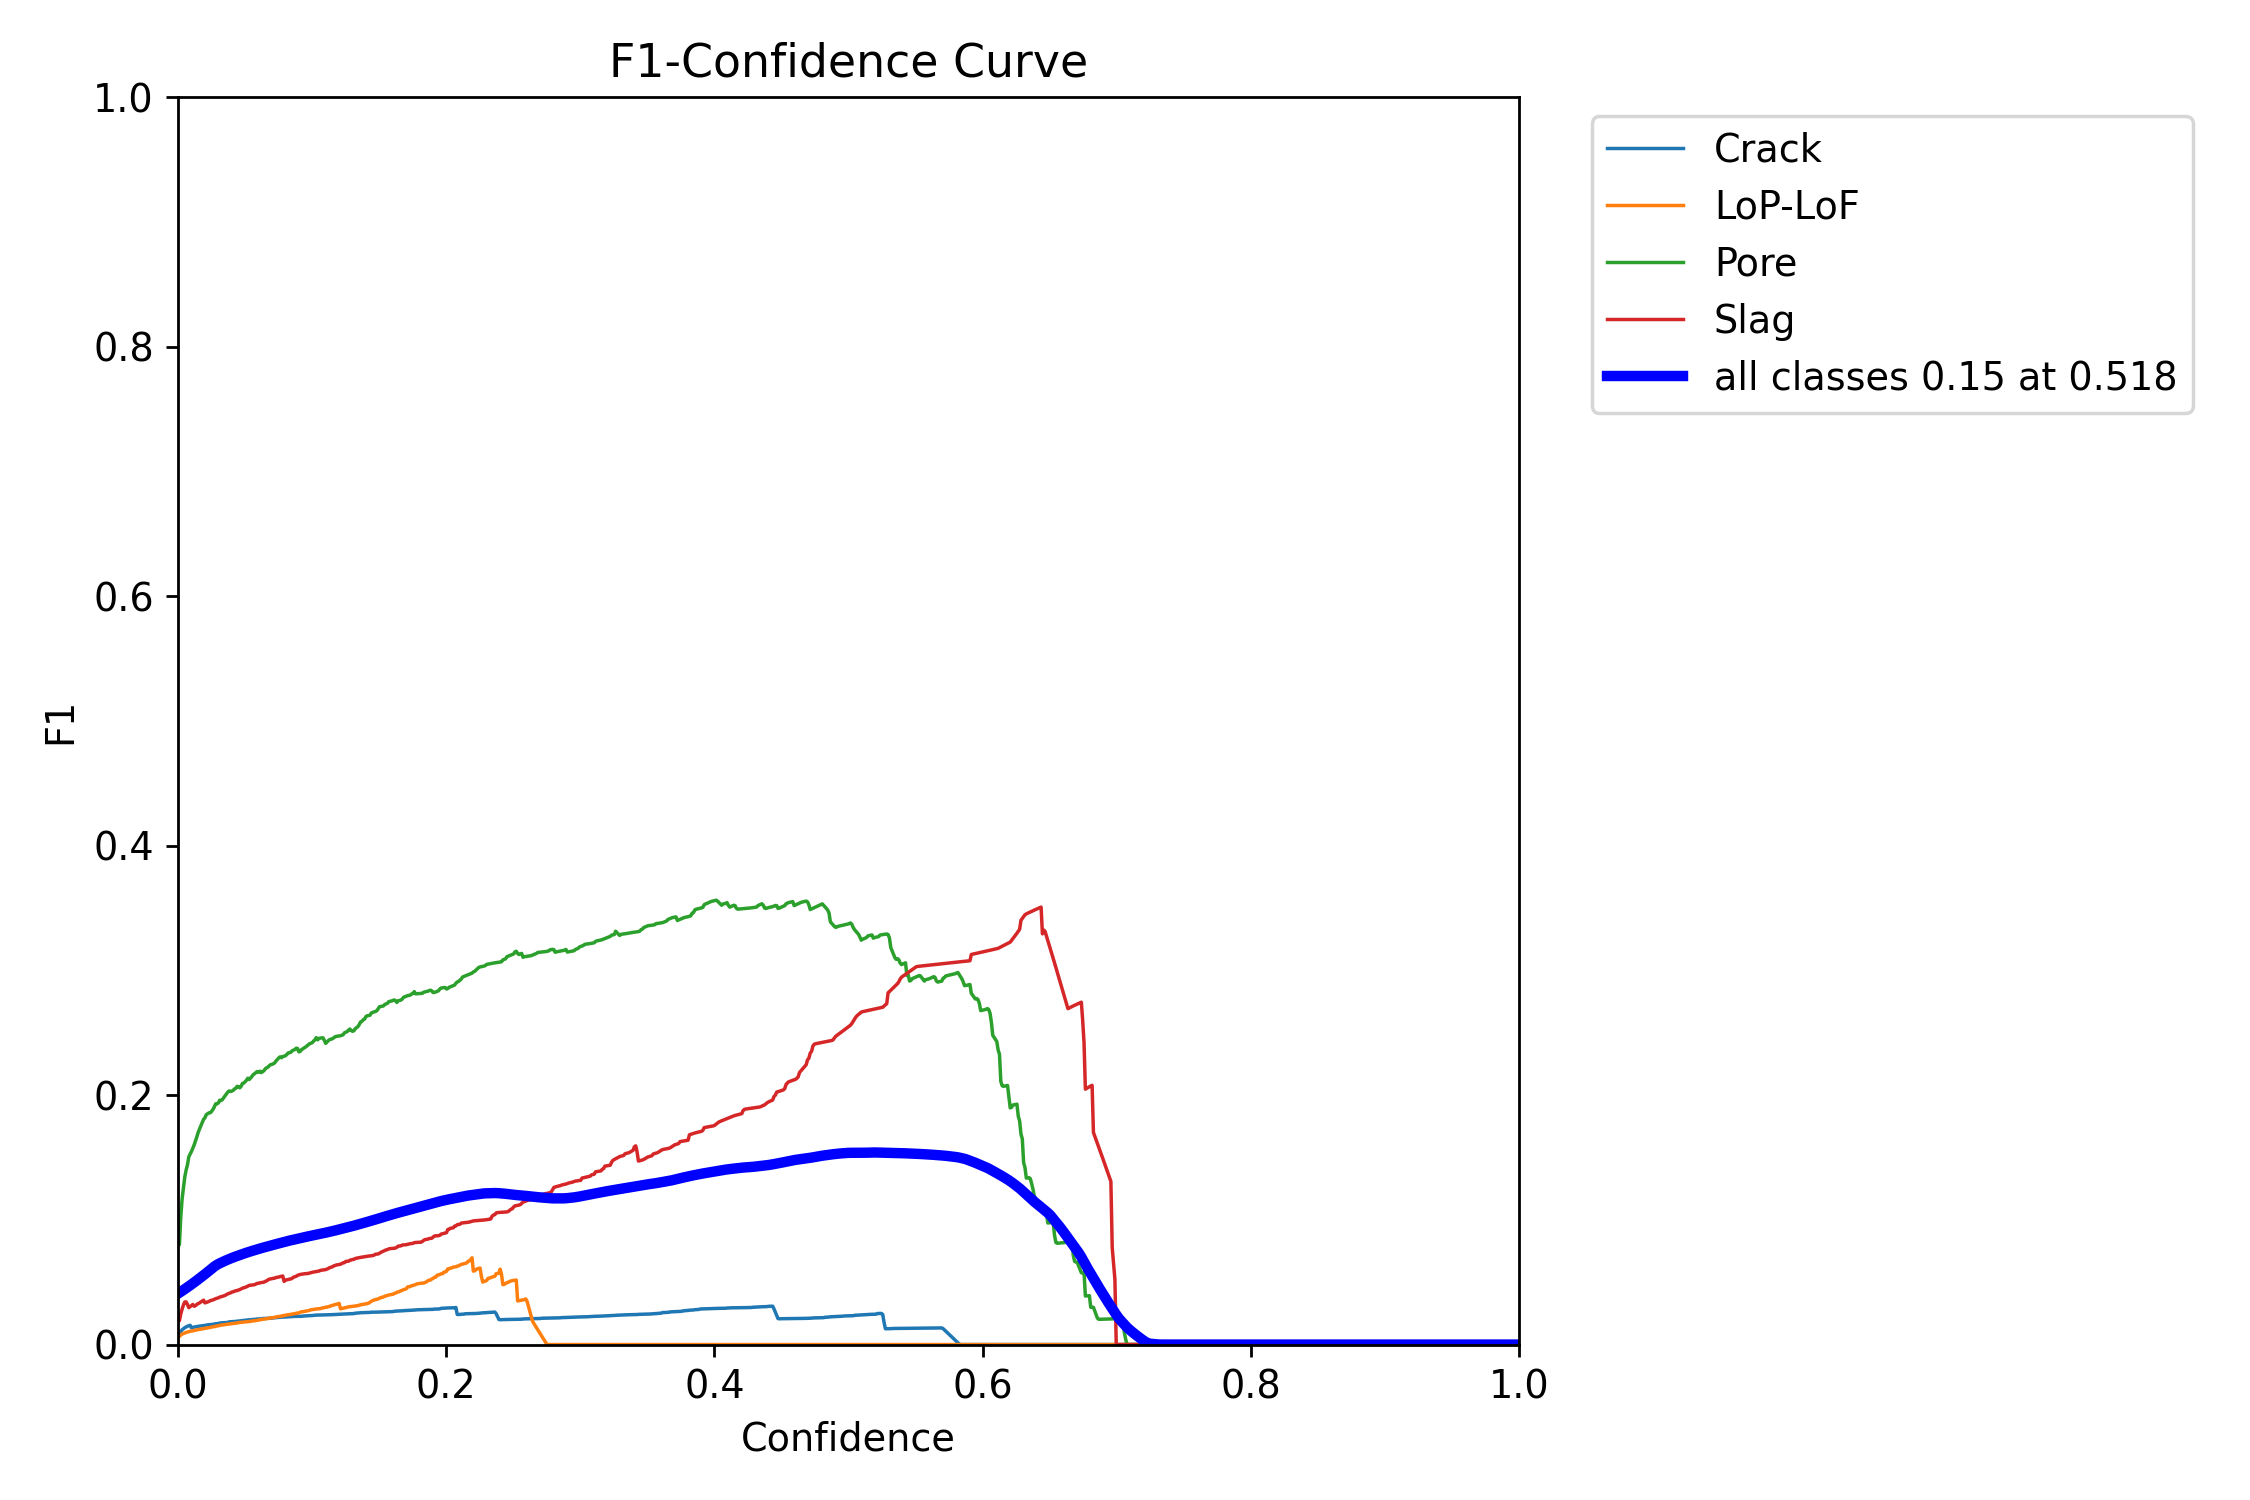 F1-Confidence Curve
1.0
0.8
0.6
0.4
0.2
0.0
F1
0.0 0.2 0.4 0.6 0.8 1.0
Confidence
Crack
LoP-LoF
Pore
Slag
all classes 0.15 at 0.518